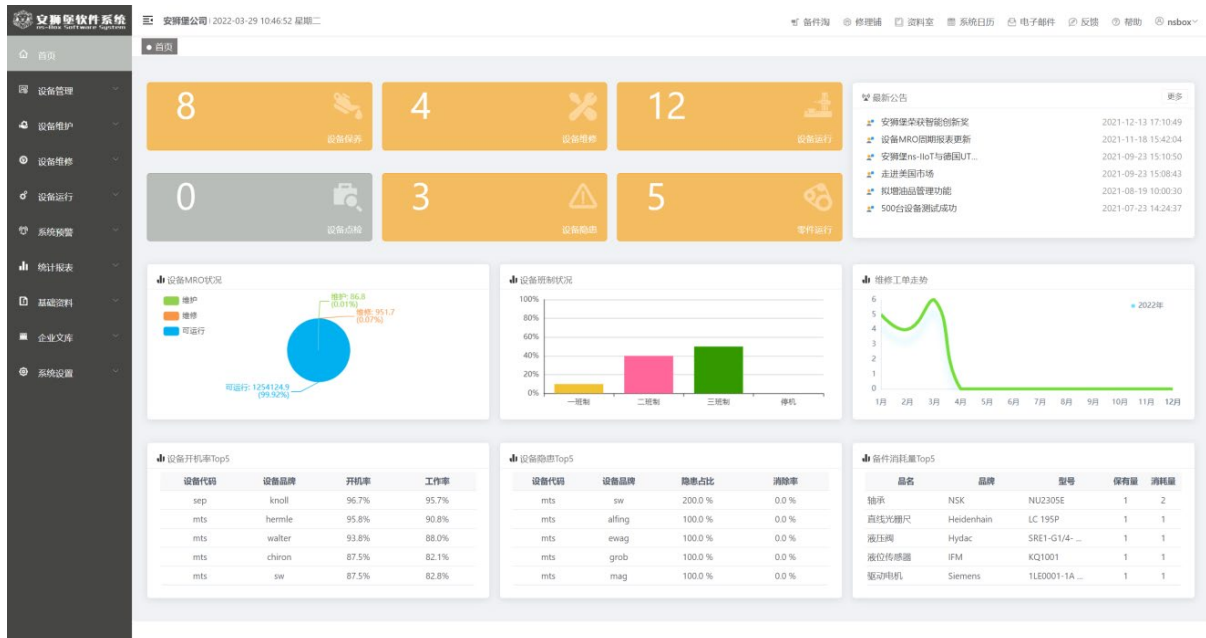 安狮堡软件系统
ns-Box Software System
安狮堡公司 2022-03-29 10:46:52 星期二
备件淘 修理铺 资料室 系统日历 电子邮件 反馈 帮助 nsbox
首页
设备管理
设备维护
设备维修
设备运行
系统预警
统计报表
基础资料
企业文库
系统设置
首页
8
设备保养
4
设备维修
12
设备运行
0
设备点检
3
设备隐患
5
零件运行
最新公告 更多
安狮堡荣获智能创新奖 2021-12-13 17:10:49
设备MRO周期报表更新 2021-11-18 15:42:04
安狮堡ns-IIoT与德国UT... 2021-09-23 15:10:50
走进美国市场 2021-09-23 15:08:43
拟增油品管理功能 2021-08-19 10:00:30
500台设备测试成功 2021-07-23 14:24:37
设备MRO状况
维护
维修
可运行
维护: 86.8
(0.01%)
维修: 951.7
(0.07%)
可运行: 1254124.9
(99.92%)
设备班制状况
100%
80%
60%
40%
20%
0%
一班制 二班制 三班制 停机
维修工单走势
2022年
6
5
4
3
2
1
0
1月 2月 3月 4月 5月 6月 7月 8月 9月 10月 11月 12月
设备开机率Top5
设备代码 设备品牌 开机率 工作率
sep knoll 96.7% 95.7%
mts hermle 95.8% 90.8%
mts walter 93.8% 88.0%
mts chiron 87.5% 82.1%
mts sw 87.5% 82.8%
设备隐患Top5
设备代码 设备品牌 隐患占比 消除率
mts sw 200.0 % 0.0 %
mts alfing 100.0 % 0.0 %
mts ewag 100.0 % 0.0 %
mts grob 100.0 % 0.0 %
mts mag 100.0 % 0.0 %
备件消耗量Top5
品名 品牌 型号 保有量 消耗量
轴承 NSK NU2305E 1 2
直线光栅尺 Heidenhain LC 195P 1 1
液压阀 Hydac SRE1-G1/4- ... 1 1
液位传感器 IFM KQ1001 1 1
驱动电机 Siemens 1LE0001-1A ... 1 1